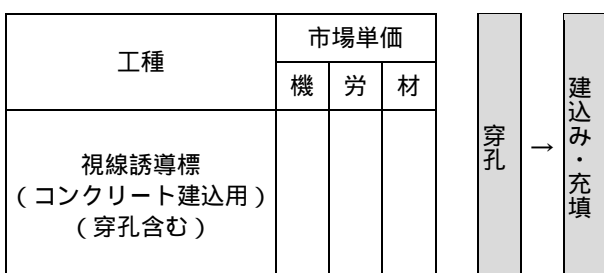 工種
市場単価
機
労
材
視線誘導標
(コンクリート建込用)
(穿孔含む)
穿孔
→
建込み・充填